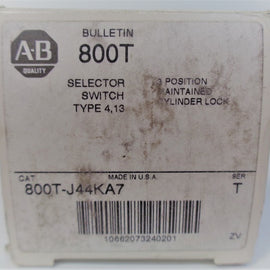 BULLETIN
A-B 800T
QUALITY
SELECTOR 3 POSITION
SWITCH MAINTAINED
TYPE 4,13 CYLINDER LOCK
CAT MADE IN U.S.A. SER
800T-J44KA7 T
10662073240201
ZV